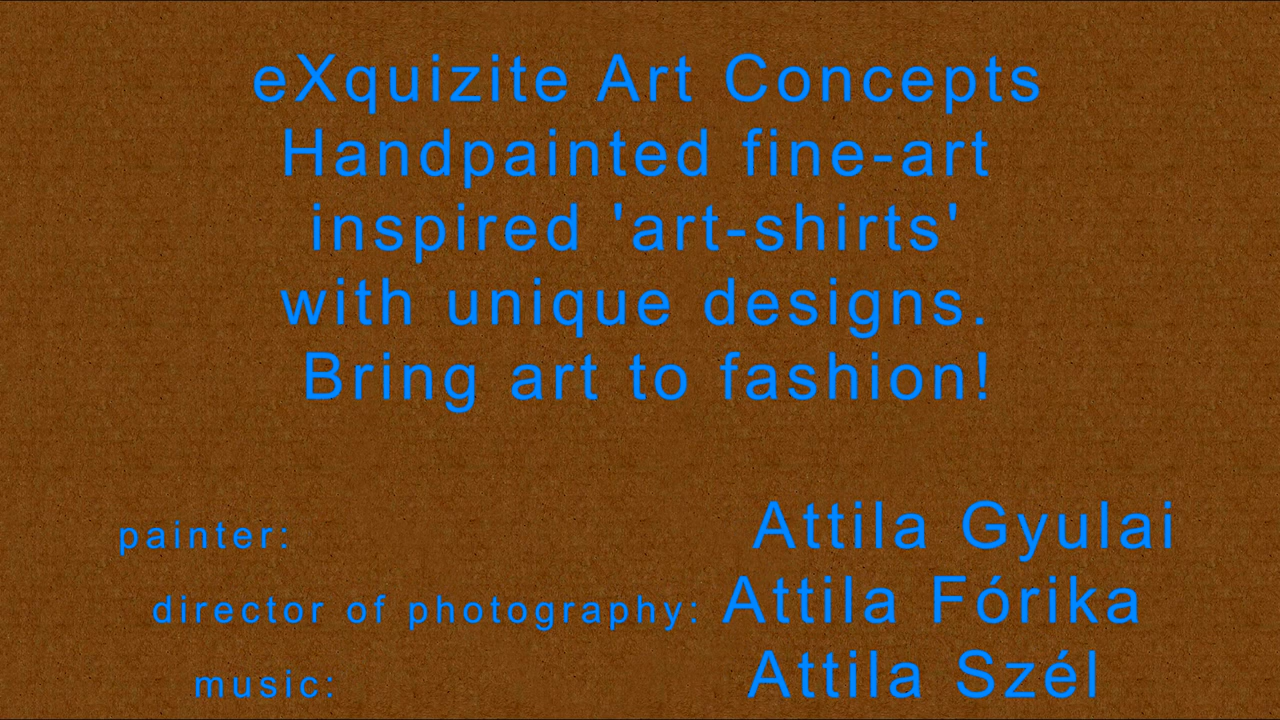 eXquizite Art Concepts
Handpainted fine-art
inspired 'art-shirts'
with unique designs.
Bring art to fashion!
painter: Attila Gyulai
director of photography: Attila Fórika
music: Attila Szél